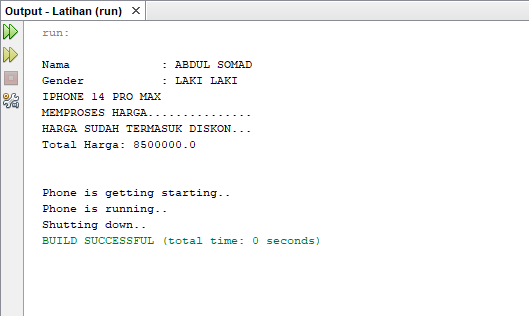 Output - Latihan (run)
run:
Nama : ABDUL SOMAD
Gender : LAKI LAKI
IPHONE 14 PRO MAX
MEMPROSES HARGA...............
HARGA SUDAH TERMASUK DISKON...
Total Harga: 8500000.0
Phone is getting starting..
Phone is running..
Shutting down..
BUILD SUCCESSFUL (total time: 0 seconds)